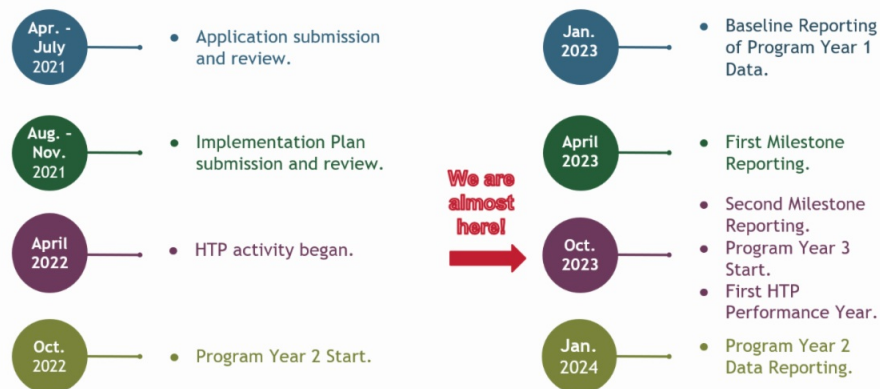 Apr. -
July
2021
• Application submission
and review.
Aug. -
Nov.
2021
• Implementation Plan
submission and review.
April
2022
• HTP activity began.
Oct.
2022
• Program Year 2 Start.
We are
almost
here!
Jan.
2023
• Baseline Reporting
of Program Year 1
Data.
April
2023
• First Milestone
Reporting.
Oct.
2023
• Second Milestone
Reporting.
• Program Year 3
Start.
• First HTP
Performance Year.
Jan.
2024
• Program Year 2
Data Reporting.